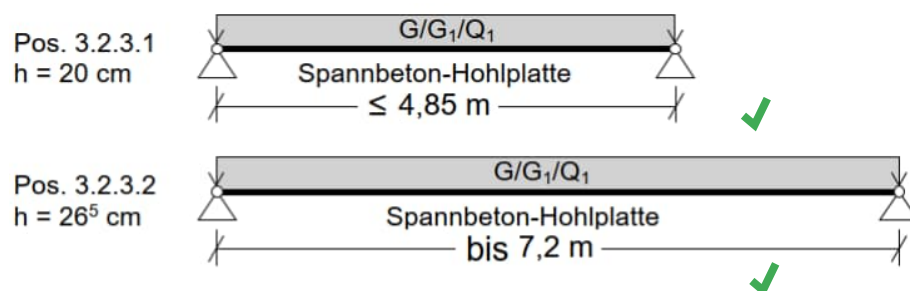 G/G₁/Q₁
Pos. 3.2.3.1
h = 20 cm
Spannbeton-Hohlplatte
≤ 4,85 m
G/G₁/Q₁
Pos. 3.2.3.2
h = 26⁵ cm
Spannbeton-Hohlplatte
bis 7,2 m